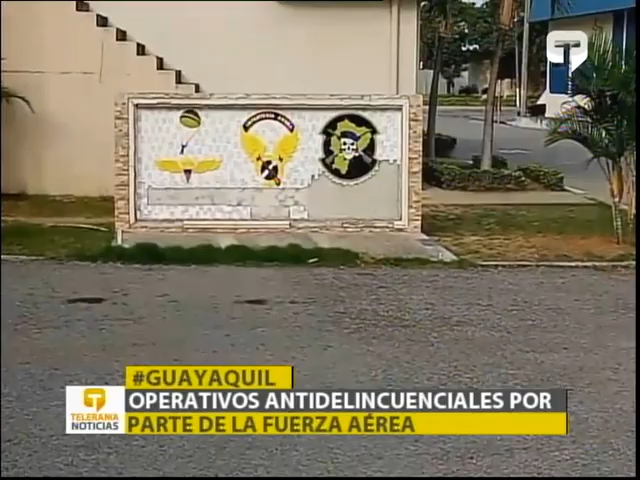 #GUAYAQUIL
TELERAMA
NOTICIAS
OPERATIVOS ANTIDELINCUENCIALES POR
PARTE DE LA FUERZA AÉREA